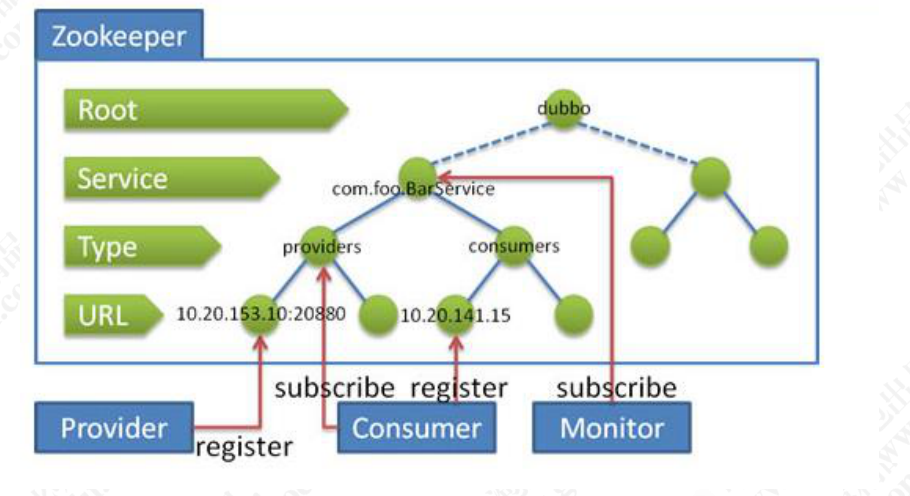 Zookeeper
Root
dubbo
Service
com.foo.BarService
Type
providers
consumers
URL
10.20.153.10:20880
10.20.141.15
subscribe
register
subscribe
Provider
register
Consumer
Monitor